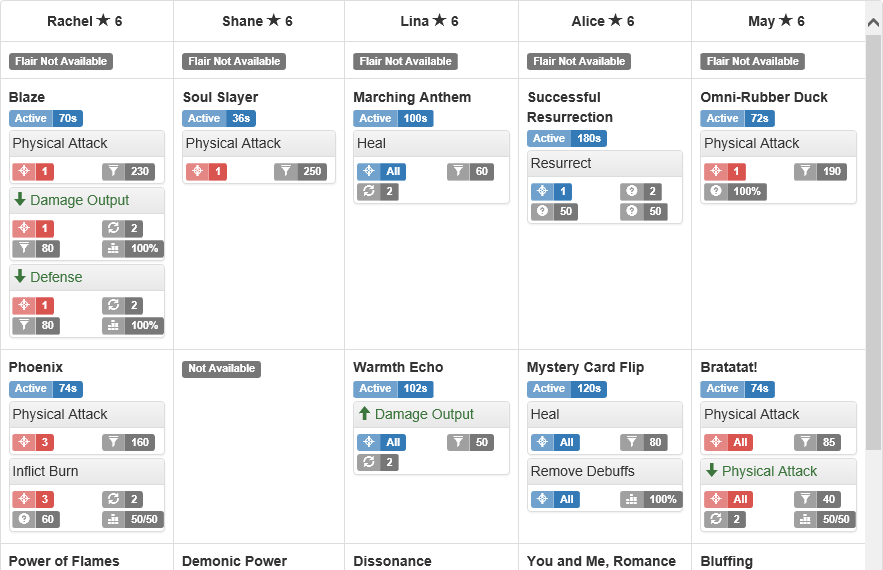 Rachel ★ 6
Shane ★ 6
Lina ★ 6
Alice ★ 6
May ★ 6
Flair Not Available
Flair Not Available
Flair Not Available
Flair Not Available
Flair Not Available
Blaze
Active 70s
Physical Attack
1 230
Damage Output
1 2
80 100%
Defense
1 2
80 100%
Soul Slayer
Active 36s
Physical Attack
1 250
Marching Anthem
Active 100s
Heal
All 60
2
Successful
Resurrection
Active 180s
Resurrect
1 ? 2
? 50 ? 50
Omni-Rubber Duck
Active 72s
Physical Attack
1 190
? 100%
Phoenix
Active 74s
Physical Attack
3 160
Inflict Burn
3 2
? 60 50/50
Not Available
Warmth Echo
Active 102s
Damage Output
All 50
2
Mystery Card Flip
Active 120s
Heal
All 80
Remove Debuffs
All 100%
Bratatat!
Active 74s
Physical Attack
All 85
Physical Attack
All 40
2 50/50
Power of Flames
Demonic Power
Dissonance
You and Me, Romance
Bluffing